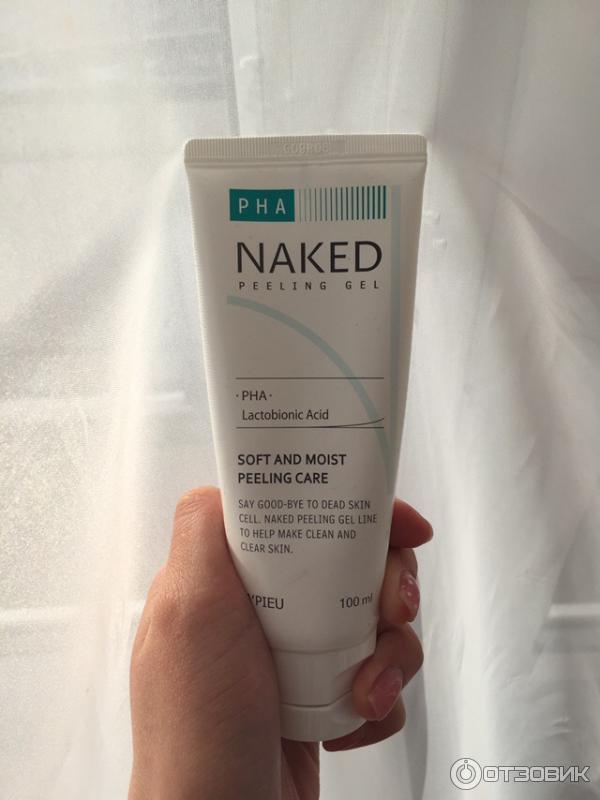 PHA
NAKED
PEELING GEL
· PHA ·
Lactobionic Acid
SOFT AND MOIST
PEELING CARE
SAY GOOD-BYE TO DEAD SKIN
CELL. NAKED PEELING GEL LINE
TO HELP MAKE CLEAN AND
CLEAR SKIN.
'PIEU 100 ml
ОТЗОВИК